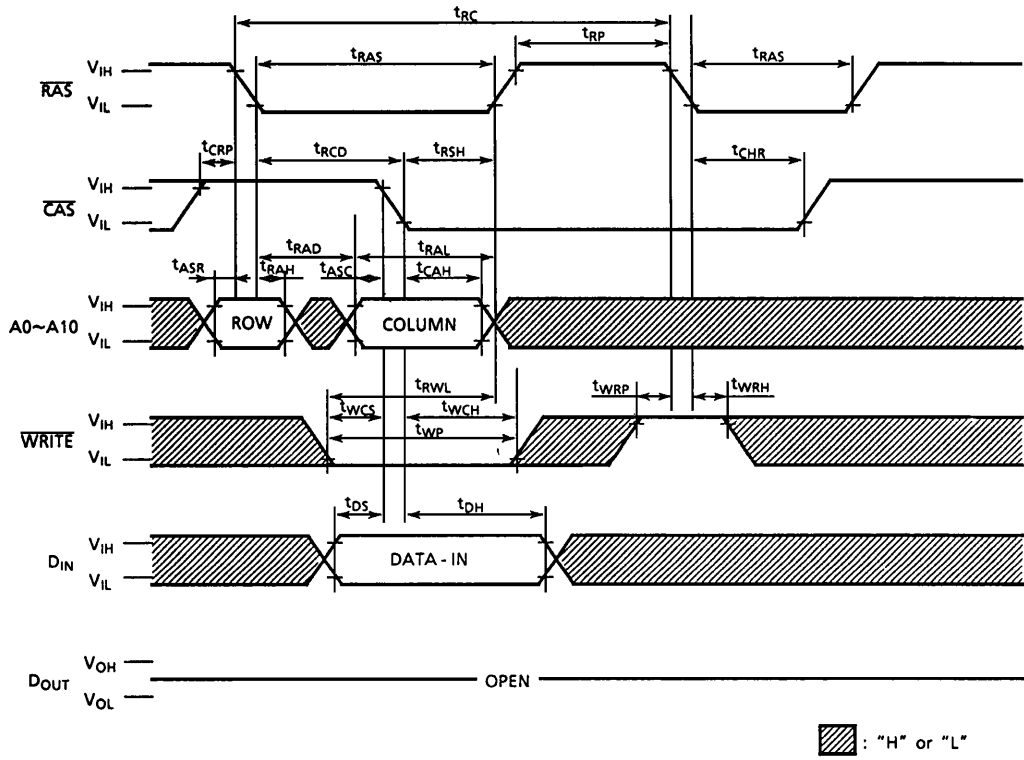 tRC
tRP
tRAS
tRAS
VIH
RAS
VIL
tCRP
tRCD
tRSH
tCHR
VIH
CAS
VIL
tRAD
tRAL
tASR
tRAH
tASC
tCAH
VIH
A0~A10
ROW
COLUMN
VIL
tRWL
tWRP
tWRH
tWCS
tWCH
VIH
tWP
WRITE
VIL
tDS
tDH
VIH
DIN
DATA-IN
VIL
VOH
DOUT
OPEN
VOL
: "H" or "L"